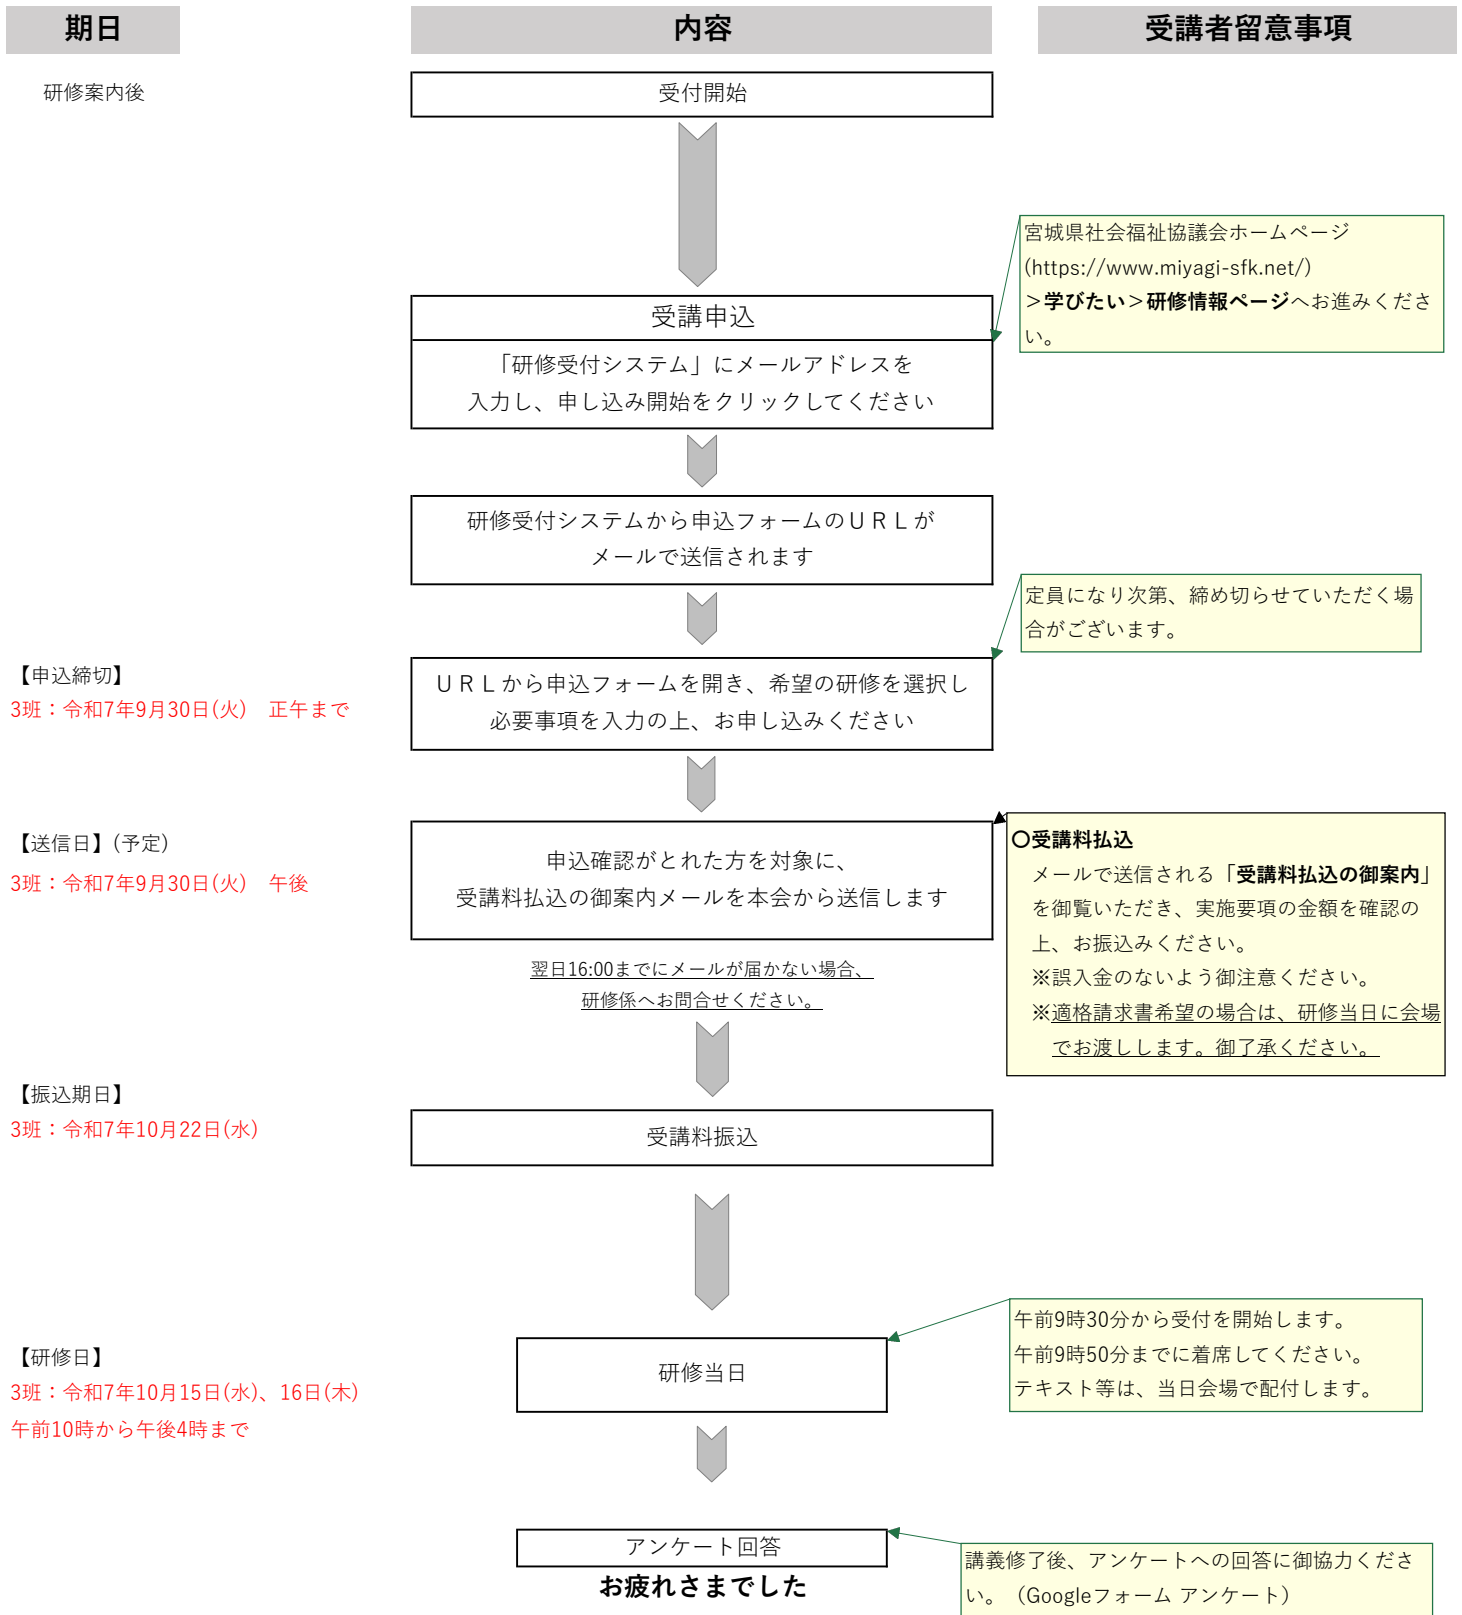 期日
内容
受講者留意事項
研修案内後
受付開始
宮城県社会福祉協議会ホームページ
(https://www.miyagi-sfk.net/)
＞学びたい＞研修情報ページへお進みくださ
い。
受講申込
「研修受付システム」にメールアドレスを
入力し、申し込み開始をクリックしてください
研修受付システムから申込フォームのＵＲＬが
メールで送信されます
定員になり次第、締め切らせていただく場
合がございます。
【申込締切】
3班：令和7年9月30日(火)　正午まで
ＵＲＬから申込フォームを開き、希望の研修を選択し
必要事項を入力の上、お申し込みください
【送信日】(予定)
3班：令和7年9月30日(火)　午後
申込確認がとれた方を対象に、
受講料払込の御案内メールを本会から送信します
〇受講料払込
メールで送信される「受講料払込の御案内」
を御覧いただき、実施要項の金額を確認の
上、お振込みください。
※誤入金のないよう御注意ください。
※適格請求書希望の場合は、研修当日に会場
でお渡しします。御了承ください。
翌日16:00までにメールが届かない場合、
研修係へお問合せください。
【振込期日】
3班：令和7年10月22日(水)
受講料振込
【研修日】
3班：令和7年10月15日(水)、16日(木)
午前10時から午後4時まで
研修当日
午前9時30分から受付を開始します。
午前9時50分までに着席してください。
テキスト等は、当日会場で配付します。
アンケート回答
お疲れさまでした
講義修了後、アンケートへの回答に御協力くださ
い。（Googleフォーム アンケート）